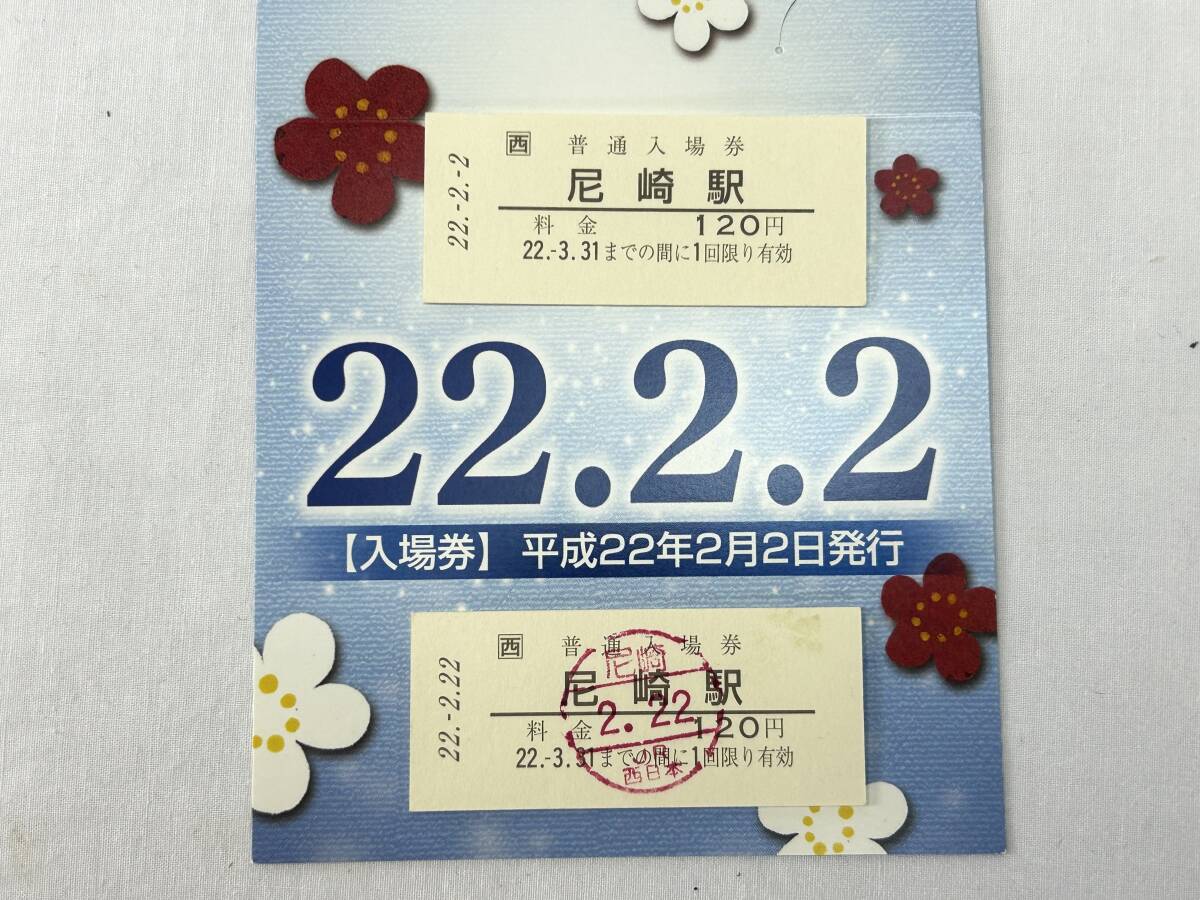 22.-2.-2
西 普通入場券
尼崎駅
料金 120円
22.-3.31までの間に1回限り有効
22.2.2
【入場券】 平成22年2月2日発行
22.-2.22
西 普通入場券
尼崎駅
料金 120円
22.-3.31までの間に1回限り有効
尼崎
2.22
JR
西日本